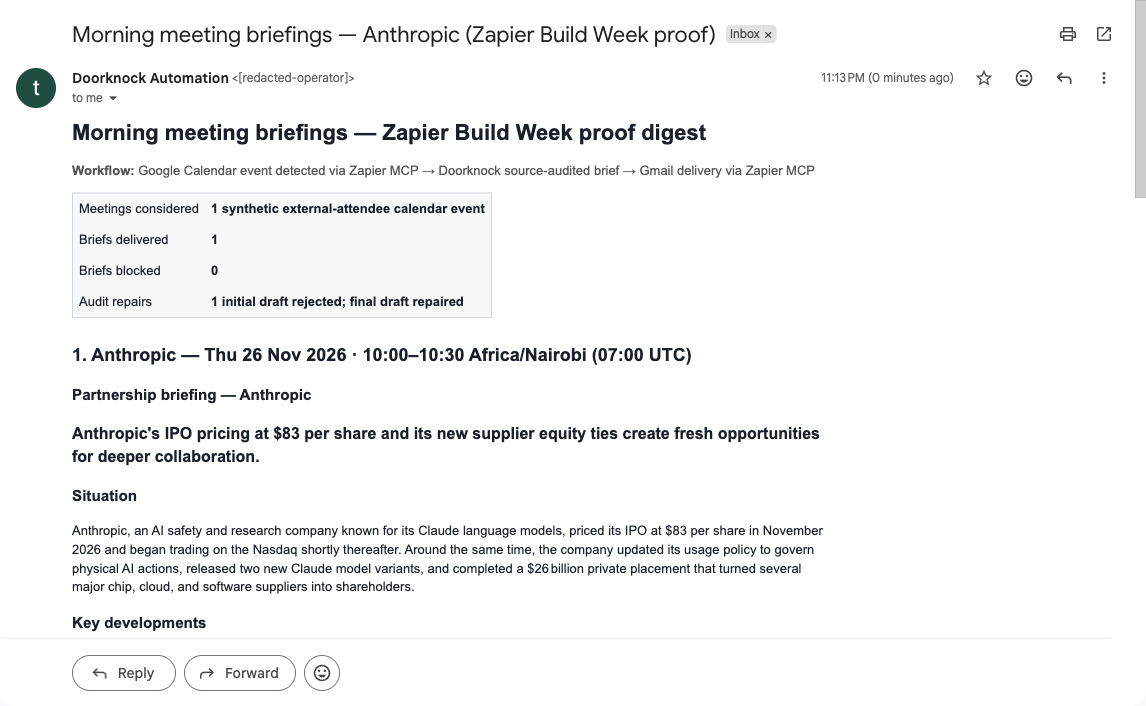 Morning meeting briefings — Anthropic (Zapier Build Week proof) Inbox ×
t
Doorknock Automation <[redacted-operator]> 11:13 PM (0 minutes ago)
to me
Morning meeting briefings — Zapier Build Week proof digest
Workflow: Google Calendar event detected via Zapier MCP → Doorknock source-audited brief → Gmail delivery via Zapier MCP
Meetings considered 1 synthetic external-attendee calendar event
Briefs delivered 1
Briefs blocked 0
Audit repairs 1 initial draft rejected; final draft repaired
1. Anthropic — Thu 26 Nov 2026 · 10:00–10:30 Africa/Nairobi (07:00 UTC)
Partnership briefing — Anthropic
Anthropic's IPO pricing at $83 per share and its new supplier equity ties create fresh opportunities
for deeper collaboration.
Situation
Anthropic, an AI safety and research company known for its Claude language models, priced its IPO at $83 per share in November
2026 and began trading on the Nasdaq shortly thereafter. Around the same time, the company updated its usage policy to govern
physical AI actions, released two new Claude model variants, and completed a $26 billion private placement that turned several
major chip, cloud, and software suppliers into shareholders.
Key developments
Reply Forward